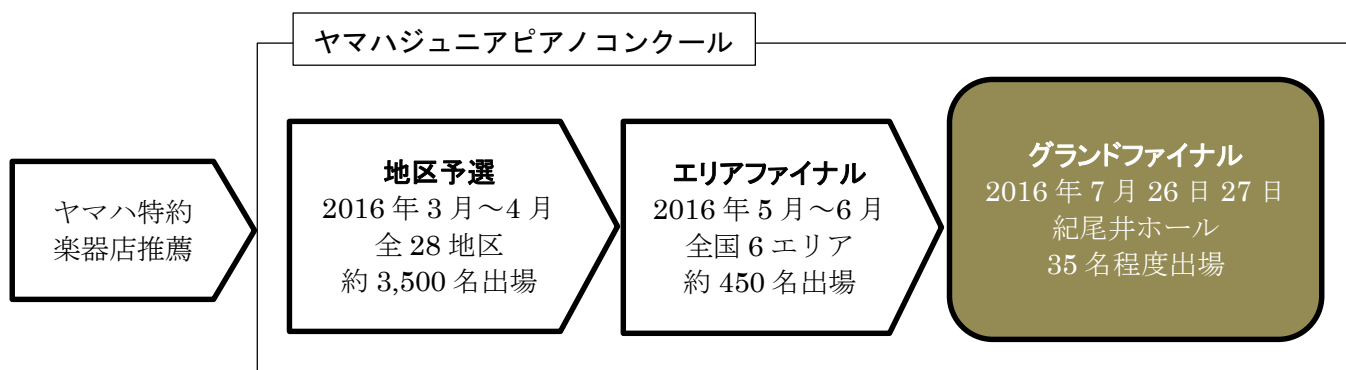 ヤマハジュニアピアノコンクール
ヤマハ特約
楽器店推薦
地区予選
2016年3月～4月
全28地区
約3,500名出場
エリアファイナル
2016年5月～6月
全国6エリア
約450名出場
グランドファイナル
2016年7月26日27日
紀尾井ホール
35名程度出場